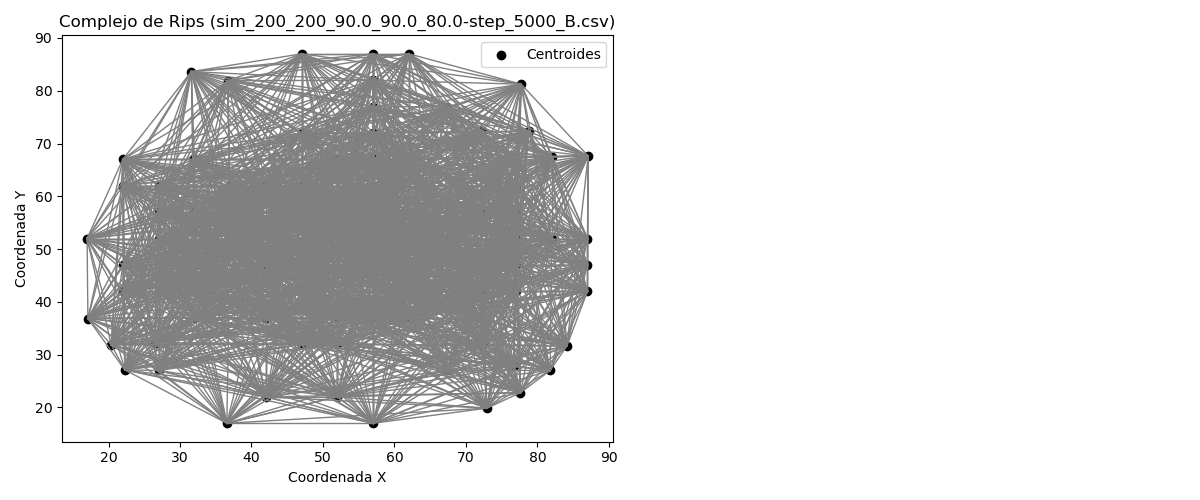 Complejo de Rips (sim_200_200_90.0_90.0_80.0-step_5000_B.csv)
Centroides
90
80
70
60
50
40
30
20
Coordenada Y
20 30 40 50 60 70 80 90
Coordenada X